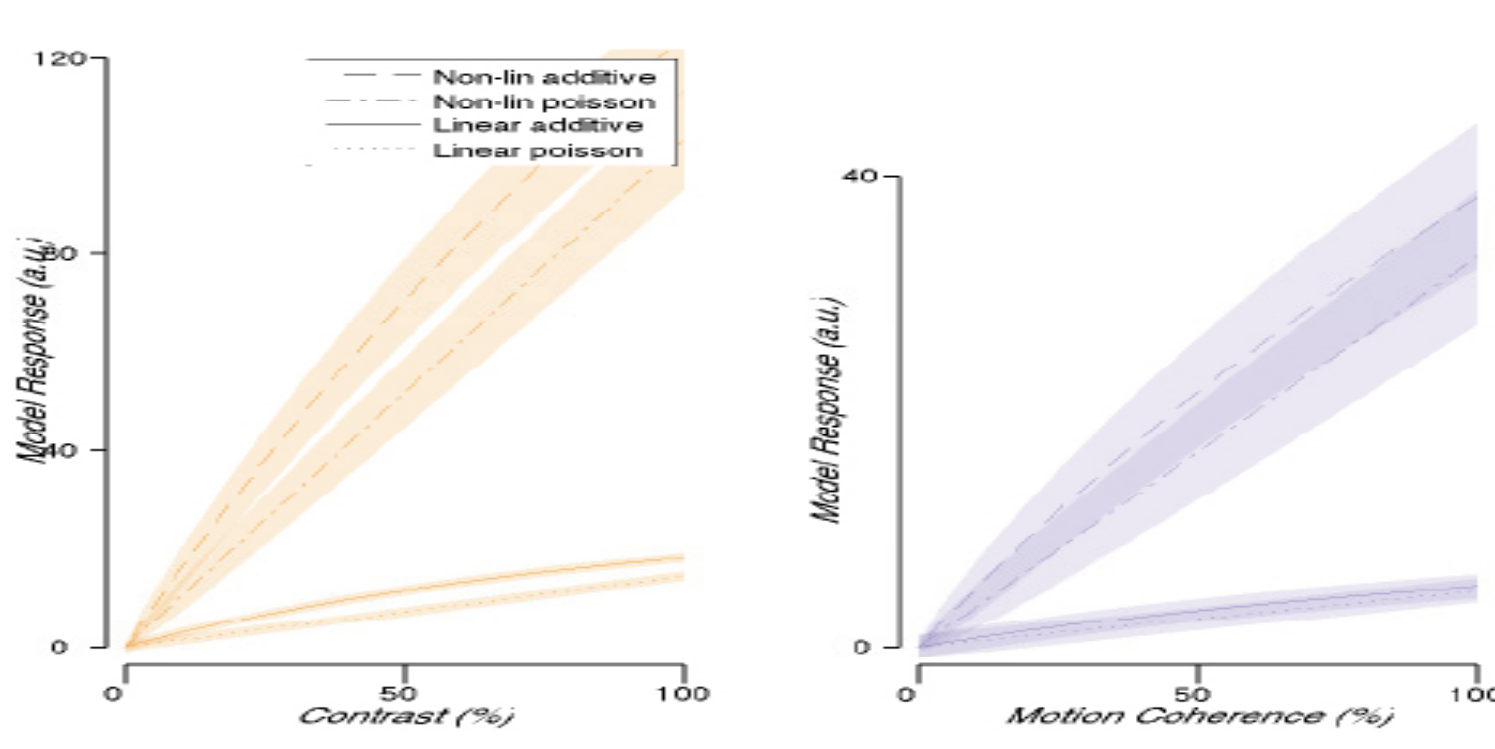 120
80
40
0
Model Response (a.u.)
Non-lin additive
Non-lin poisson
Linear additive
Linear poisson
0 50 100
Contrast (%)
40
0
Model Response (a.u.)
0 50 100
Motion Coherence (%)